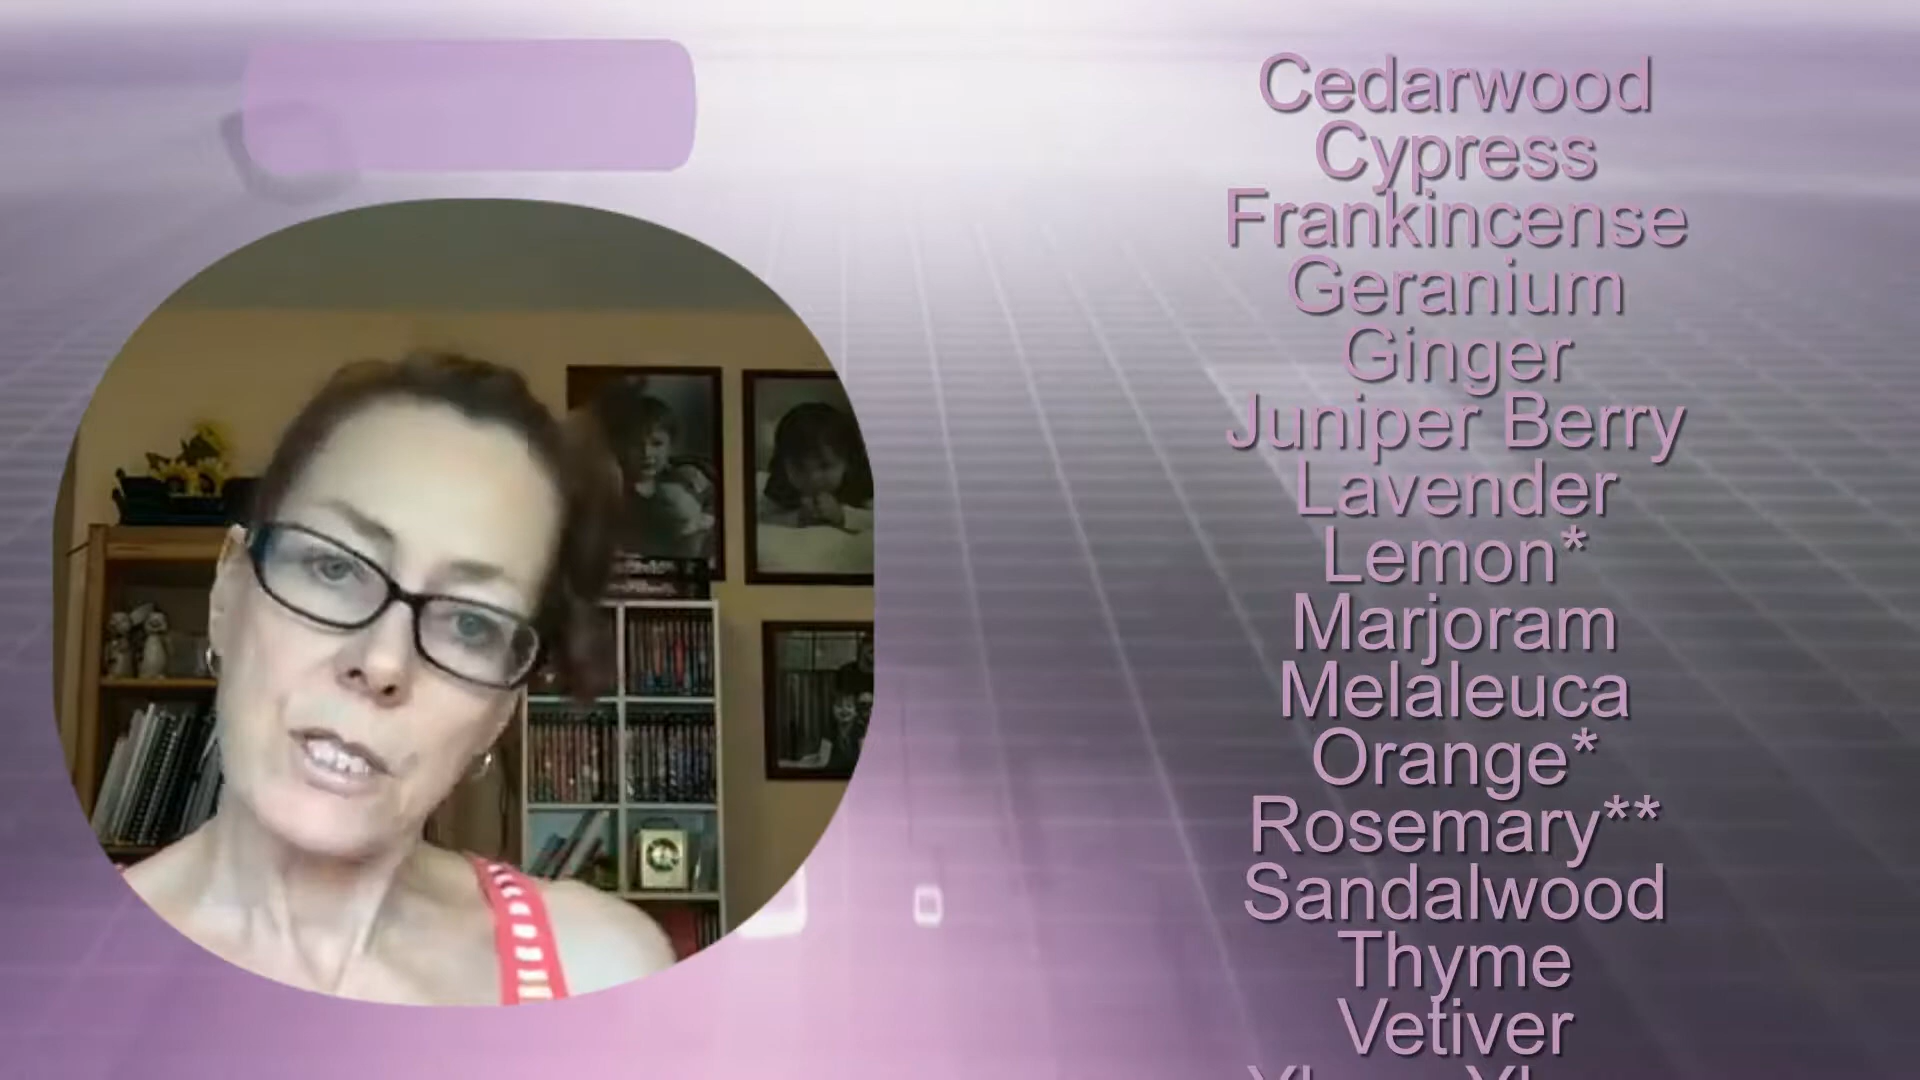 Cedarwood
Cypress
Frankincense
Geranium
Ginger
Juniper Berry
Lavender
Lemon*
Marjoram
Melaleuca
Orange*
Rosemary**
Sandalwood
Thyme
Vetiver